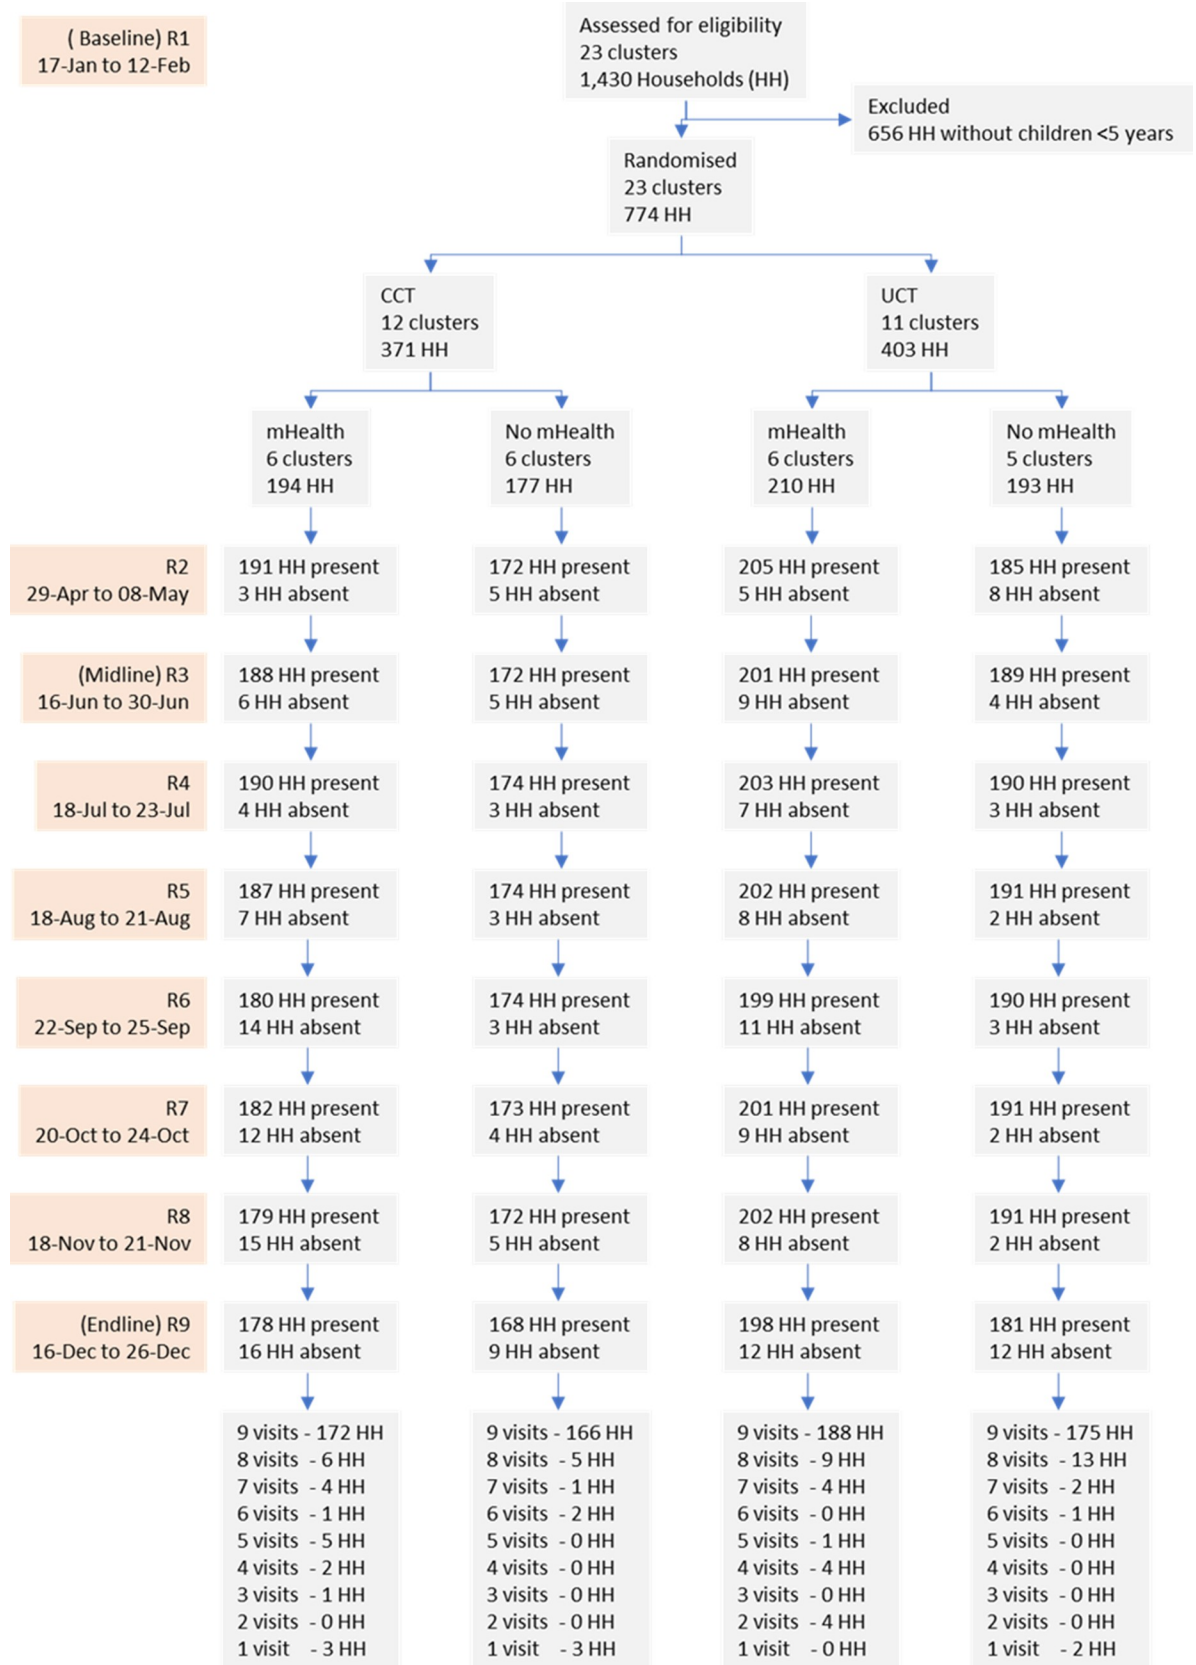 ( Baseline) R1
17-Jan to 12-Feb
Assessed for eligibility
23 clusters
1,430 Households (HH)
Excluded
656 HH without children <5 years
Randomised
23 clusters
774 HH
CCT
12 clusters
371 HH
UCT
11 clusters
403 HH
mHealth
6 clusters
194 HH
No mHealth
6 clusters
177 HH
mHealth
6 clusters
210 HH
No mHealth
5 clusters
193 HH
R2
29-Apr to 08-May
191 HH present
3 HH absent
172 HH present
5 HH absent
205 HH present
5 HH absent
185 HH present
8 HH absent
(Midline) R3
16-Jun to 30-Jun
188 HH present
6 HH absent
172 HH present
5 HH absent
201 HH present
9 HH absent
189 HH present
4 HH absent
R4
18-Jul to 23-Jul
190 HH present
4 HH absent
174 HH present
3 HH absent
203 HH present
7 HH absent
190 HH present
3 HH absent
R5
18-Aug to 21-Aug
187 HH present
7 HH absent
174 HH present
3 HH absent
202 HH present
8 HH absent
191 HH present
2 HH absent
R6
22-Sep to 25-Sep
180 HH present
14 HH absent
174 HH present
3 HH absent
199 HH present
11 HH absent
190 HH present
3 HH absent
R7
20-Oct to 24-Oct
182 HH present
12 HH absent
173 HH present
4 HH absent
201 HH present
9 HH absent
191 HH present
2 HH absent
R8
18-Nov to 21-Nov
179 HH present
15 HH absent
172 HH present
5 HH absent
202 HH present
8 HH absent
191 HH present
2 HH absent
(Endline) R9
16-Dec to 26-Dec
178 HH present
16 HH absent
168 HH present
9 HH absent
198 HH present
12 HH absent
181 HH present
12 HH absent
9 visits - 172 HH
8 visits - 6 HH
7 visits - 4 HH
6 visits - 1 HH
5 visits - 5 HH
4 visits - 2 HH
3 visits - 1 HH
2 visits - 0 HH
1 visit - 3 HH
9 visits - 166 HH
8 visits - 5 HH
7 visits - 1 HH
6 visits - 2 HH
5 visits - 0 HH
4 visits - 0 HH
3 visits - 0 HH
2 visits - 0 HH
1 visit - 3 HH
9 visits - 188 HH
8 visits - 9 HH
7 visits - 4 HH
6 visits - 0 HH
5 visits - 1 HH
4 visits - 4 HH
3 visits - 0 HH
2 visits - 4 HH
1 visit - 0 HH
9 visits - 175 HH
8 visits - 13 HH
7 visits - 2 HH
6 visits - 1 HH
5 visits - 0 HH
4 visits - 0 HH
3 visits - 0 HH
2 visits - 0 HH
1 visit - 2 HH